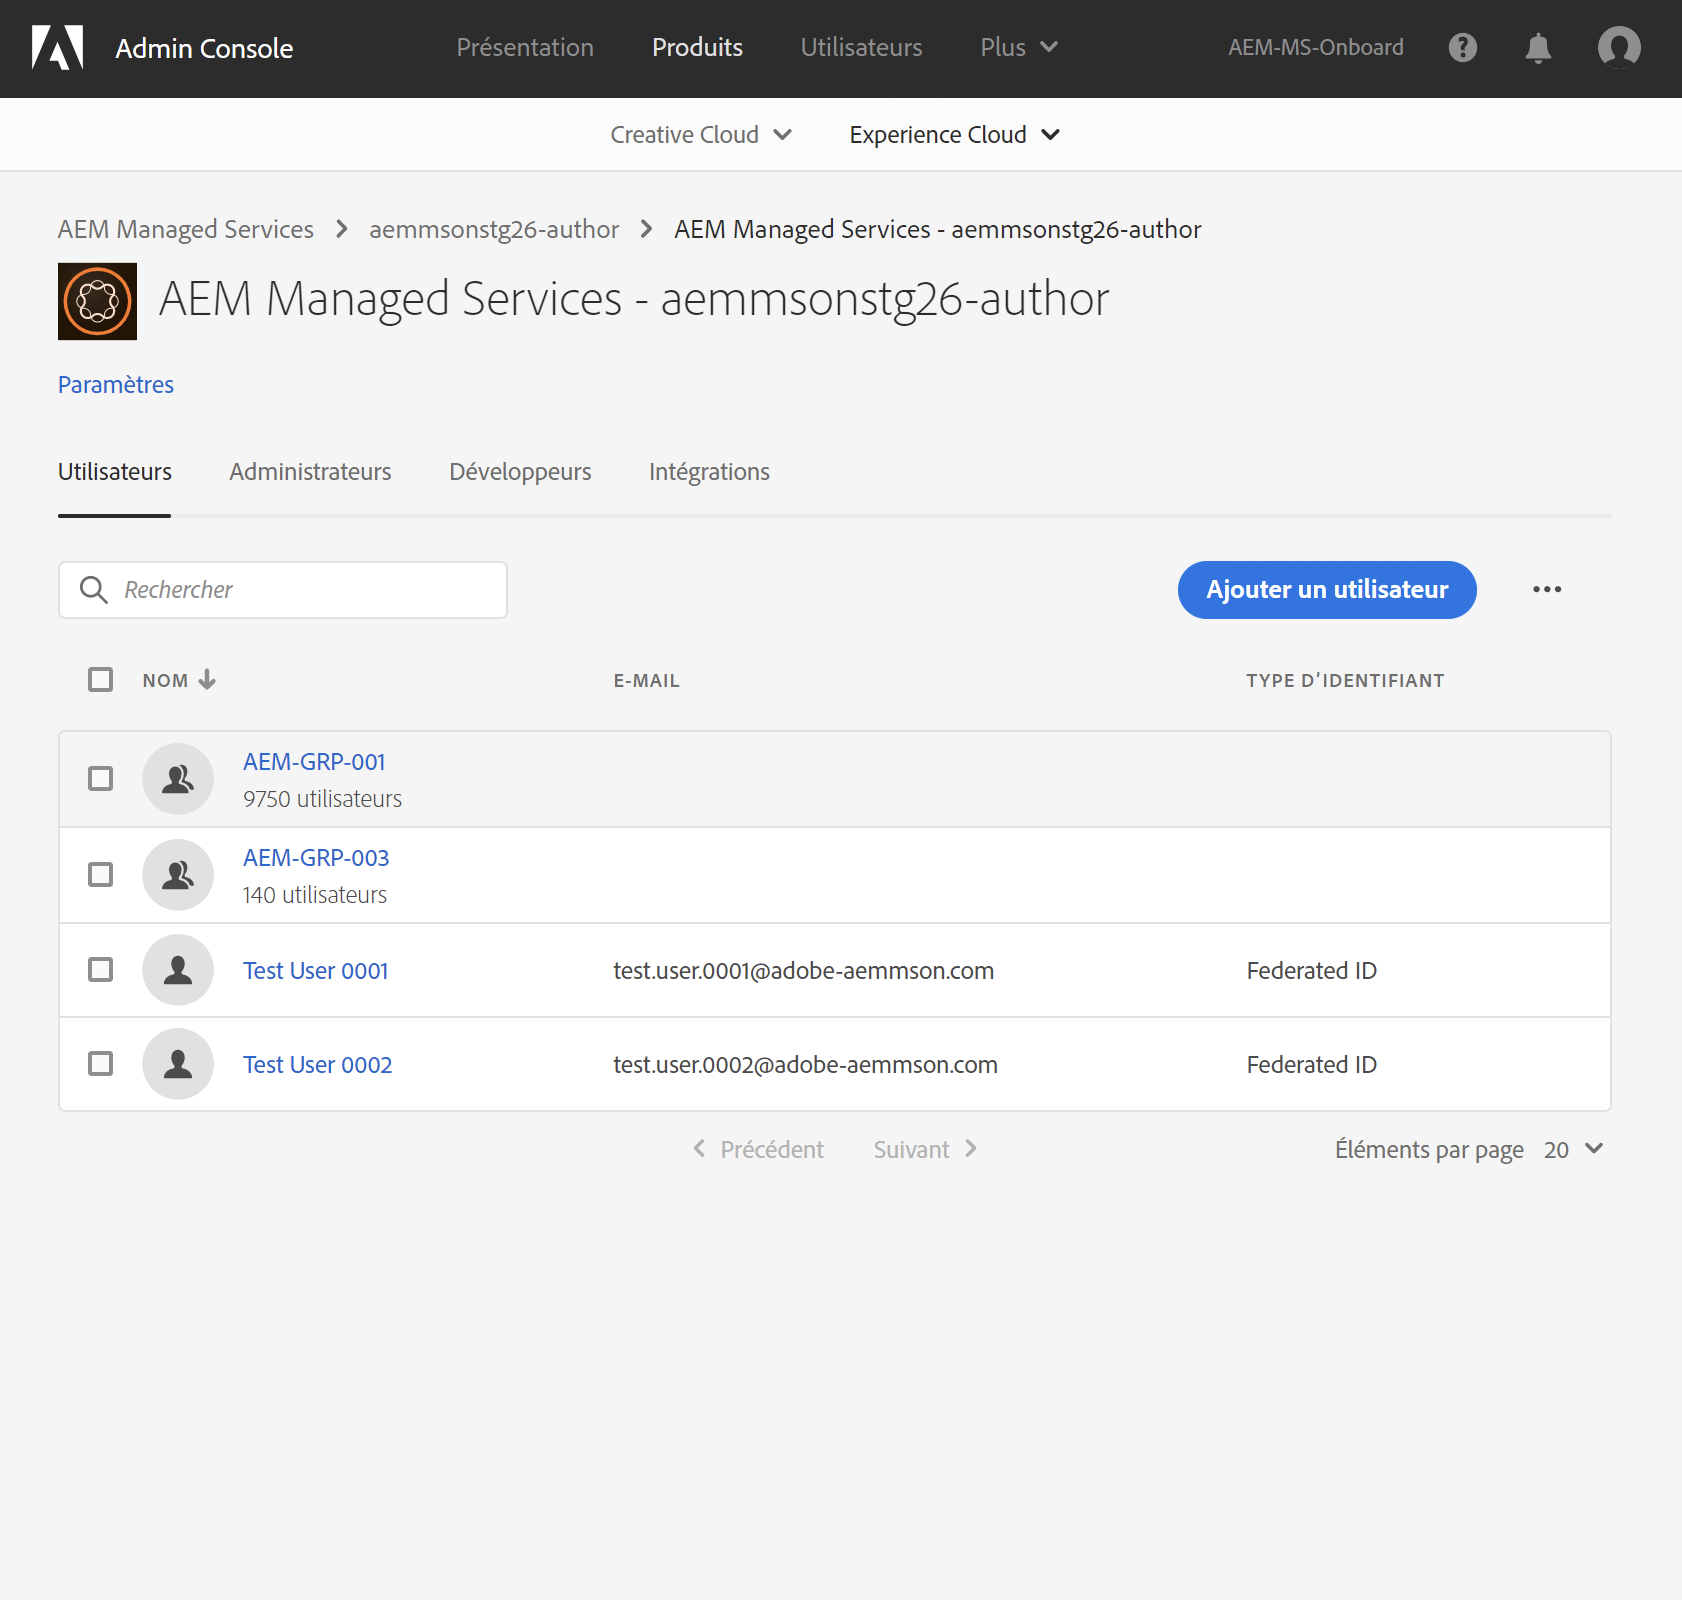 Admin Console
Présentation
Produits
Utilisateurs
Plus
AEM-MS-Onboard
Creative Cloud
Experience Cloud
AEM Managed Services > aemmsonstg26-author > AEM Managed Services - aemmsonstg26-author
AEM Managed Services - aemmsonstg26-author
Paramètres
Utilisateurs
Administrateurs
Développeurs
Intégrations
Rechercher
Ajouter un utilisateur
NOM
E-MAIL
TYPE D'IDENTIFIANT
AEM-GRP-001
9750 utilisateurs
AEM-GRP-003
140 utilisateurs
Test User 0001
test.user.0001@adobe-aemmson.com
Federated ID
Test User 0002
test.user.0002@adobe-aemmson.com
Federated ID
Précédent
Suivant
Éléments par page 20